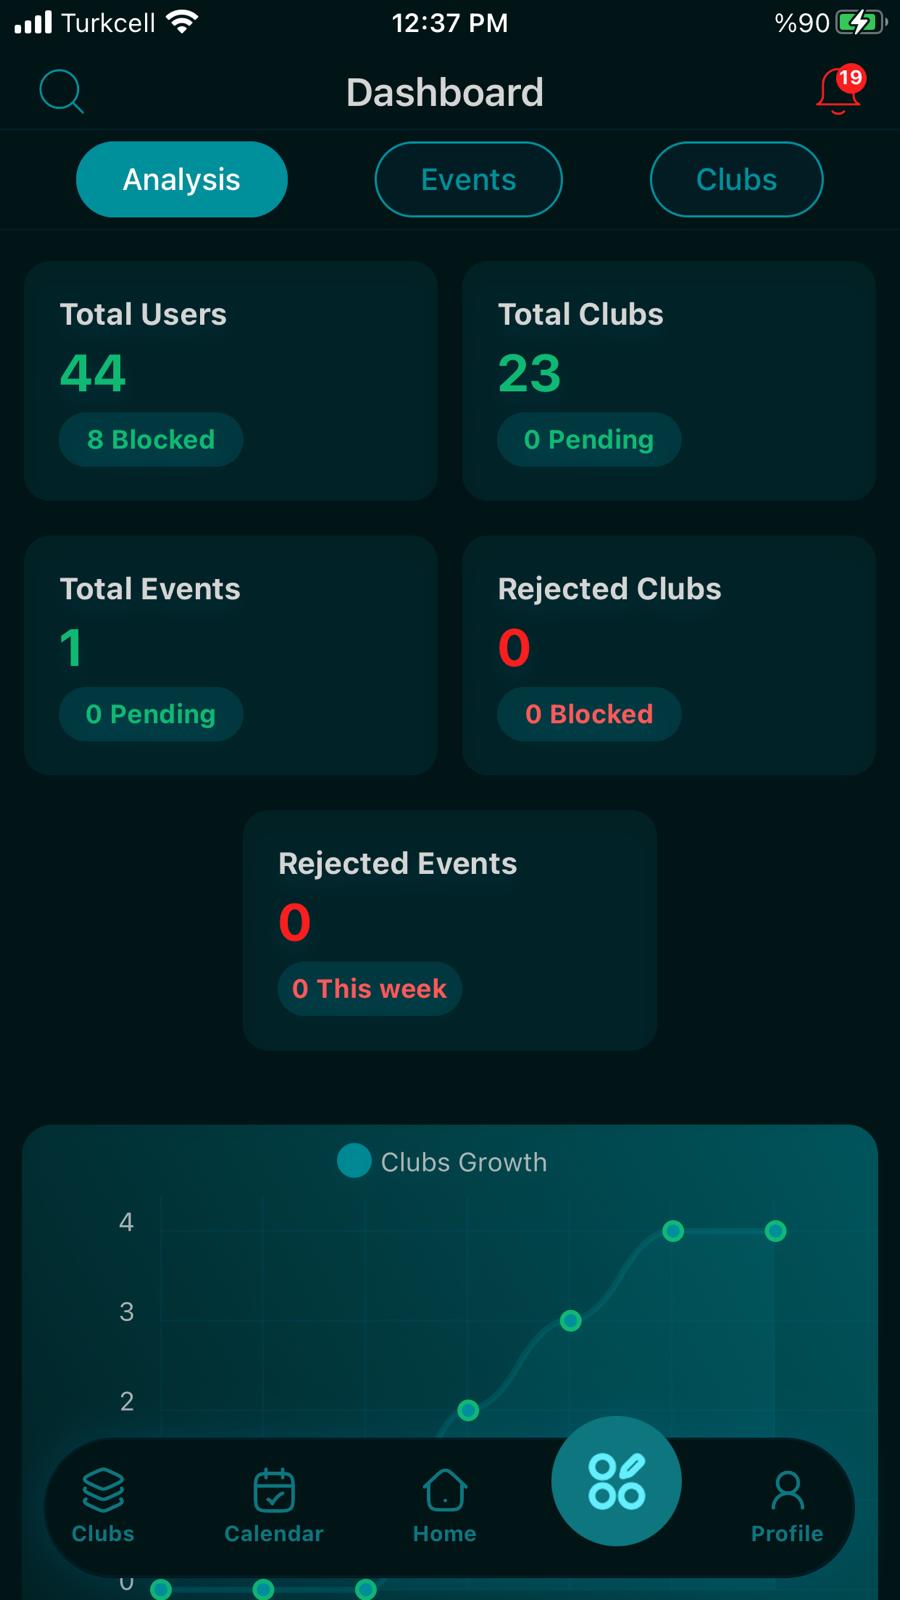 Turkcell 12:37 PM %90
Dashboard 19
Analysis Events Clubs
Total Users
44
8 Blocked
Total Clubs
23
0 Pending
Total Events
1
0 Pending
Rejected Clubs
0
0 Blocked
Rejected Events
0
0 This week
Clubs Growth
4
3
2
Clubs Calendar Home Profile
0